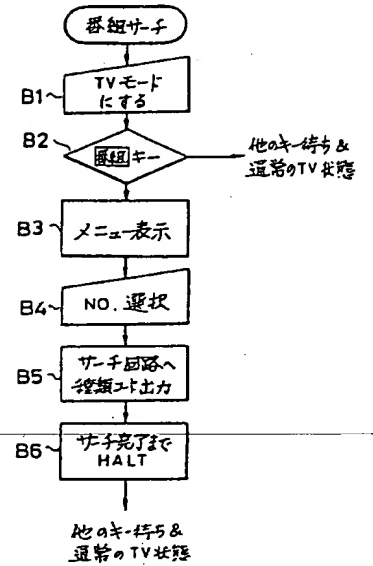 番組サーチ
B1
TVモード
にする
B2
番組キー
他のキー待ち&
通常のTV状態
B3
メニュー表示
B4
NO.選択
B5
サーチ回路へ
種類コード出力
B6
サーチ完了まで
HALT
他のキー待ち&
通常のTV状態